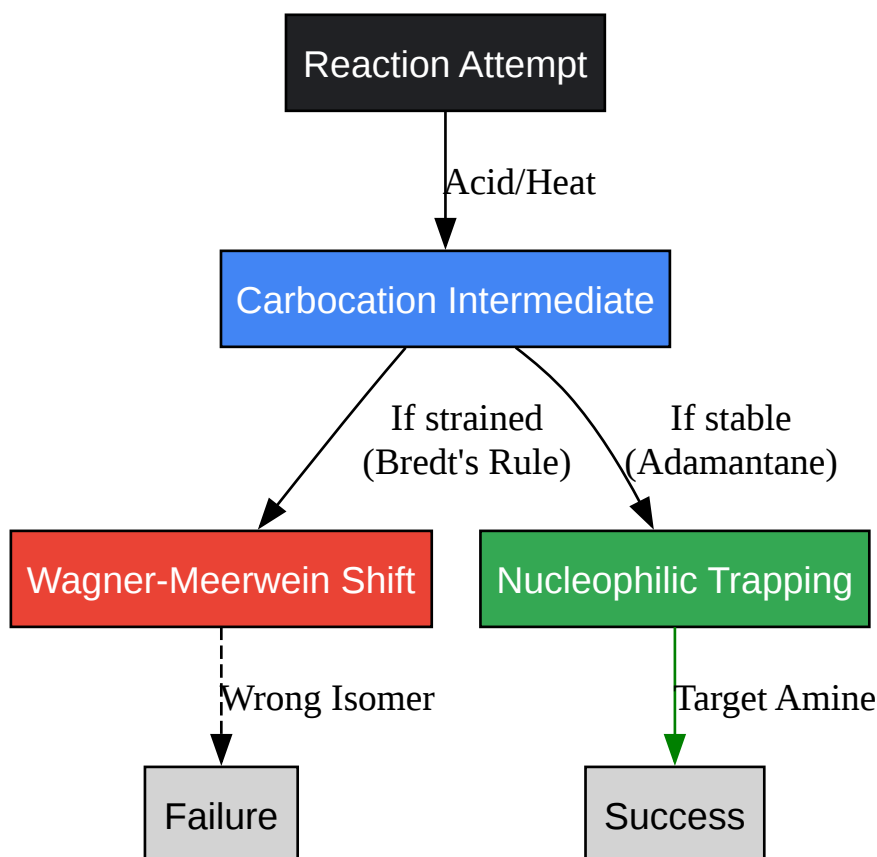 Reaction Attempt
Acid/Heat
Carbocation Intermediate
If strained
(Bredt's Rule)
If stable
(Adamantane)
Wagner-Meerwein Shift
Nucleophilic Trapping
Wrong Isomer
Target Amine
Failure
Success